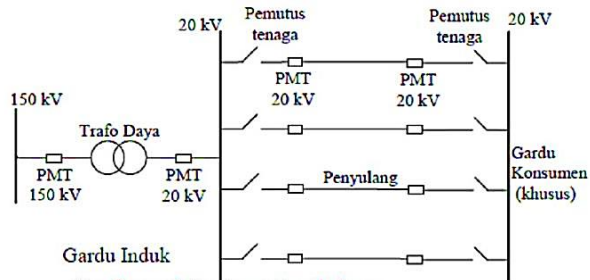 Pemutus
tenaga
Pemutus
tenaga
20 kV
20 kV
PMT
20 kV
PMT
20 kV
150 kV
Trafo Daya
PMT
150 kV
PMT
20 kV
Penyulang
Gardu
Konsumen
(khusus)
Gardu Induk